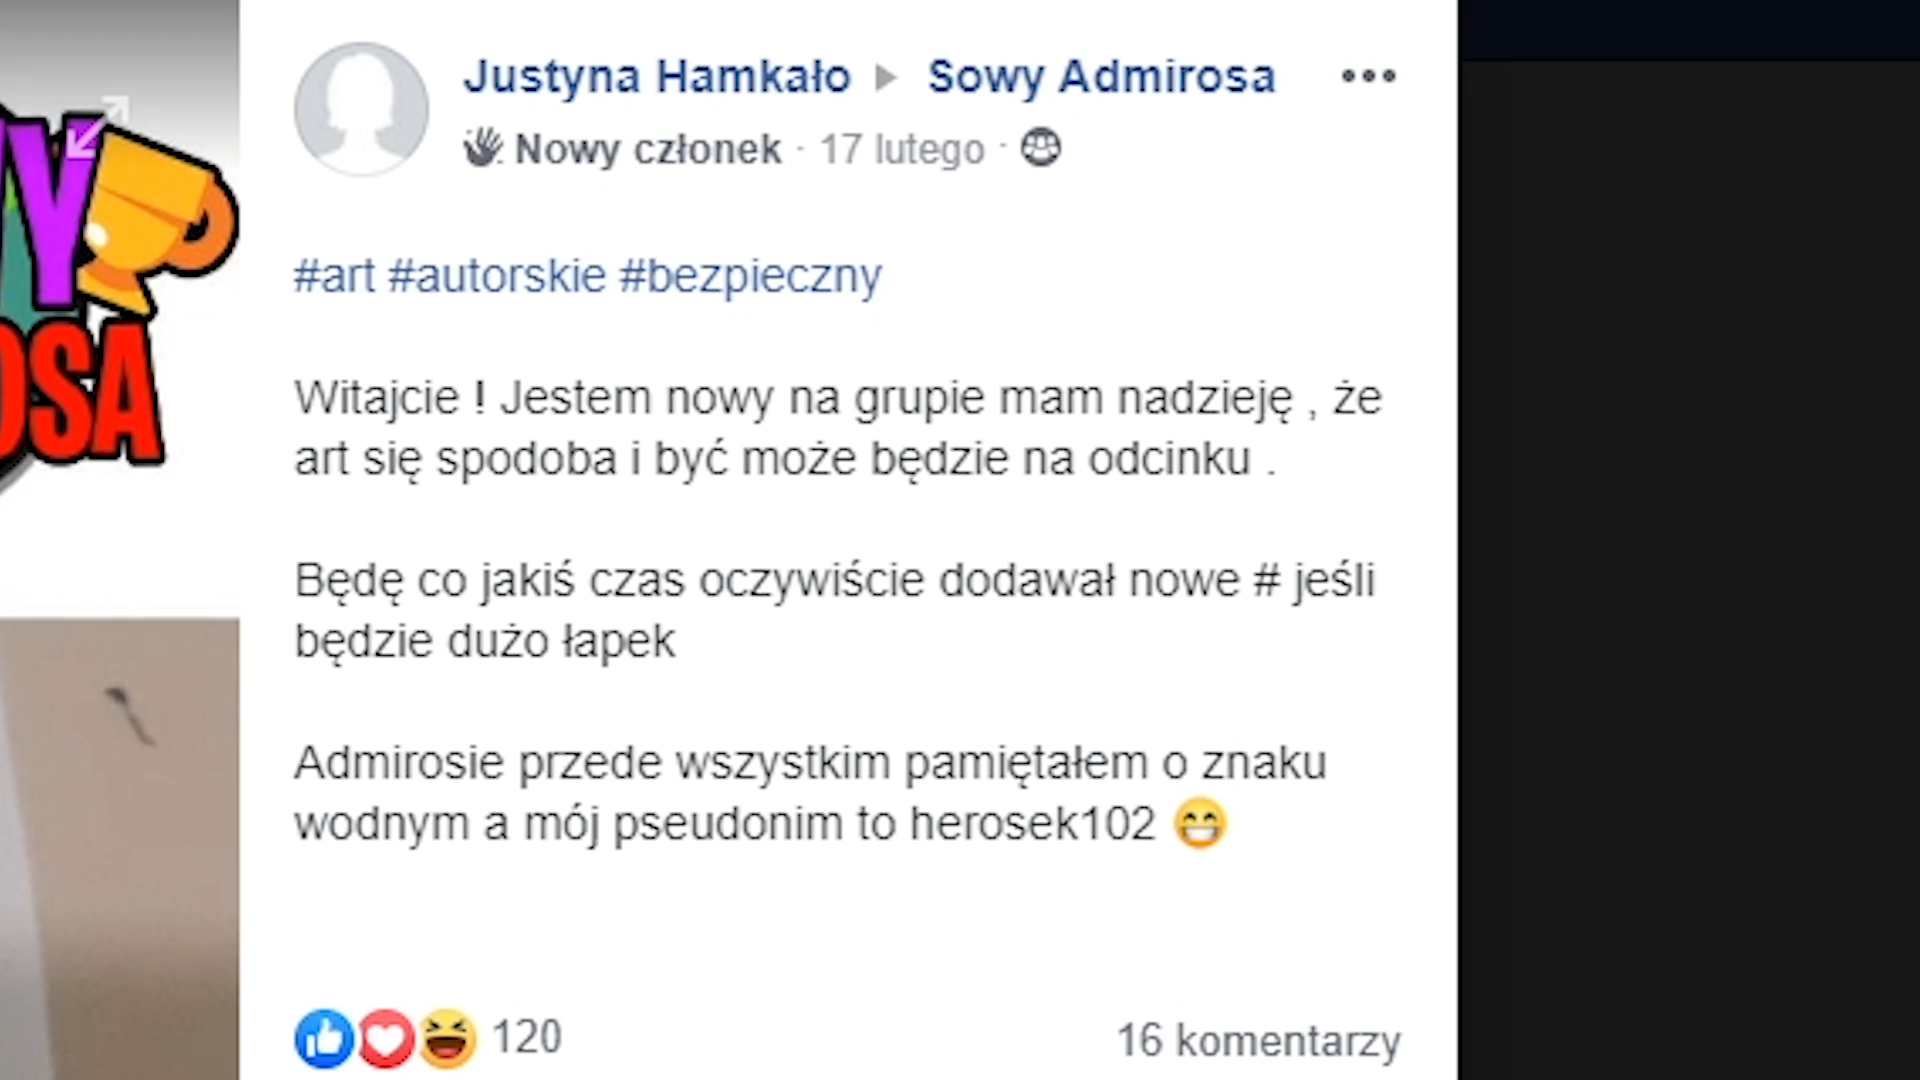 Y
OSA
Justyna Hamkało ▸ Sowy Admirosa
Nowy członek · 17 lutego ·
#art #autorskie #bezpieczny
Witajcie ! Jestem nowy na grupie mam nadzieję , że
art się spodoba i być może będzie na odcinku .
Będę co jakiś czas oczywiście dodawał nowe # jeśli
będzie dużo łapek
Admirosie przede wszystkim pamiętałem o znaku
wodnym a mój pseudonim to herosek102 😁
120
16 komentarzy